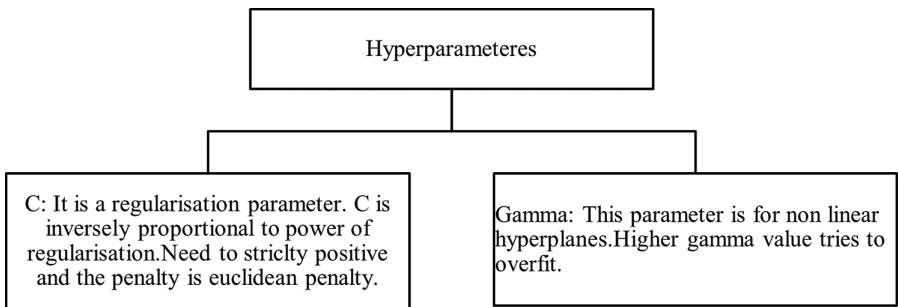 Hyperparameteres
C: It is a regularisation parameter. C is
inversely proportional to power of
regularisation.Need to striclty positive
and the penalty is euclidean penalty.
Gamma: This parameter is for non linear
hyperplanes.Higher gamma value tries to
overfit.